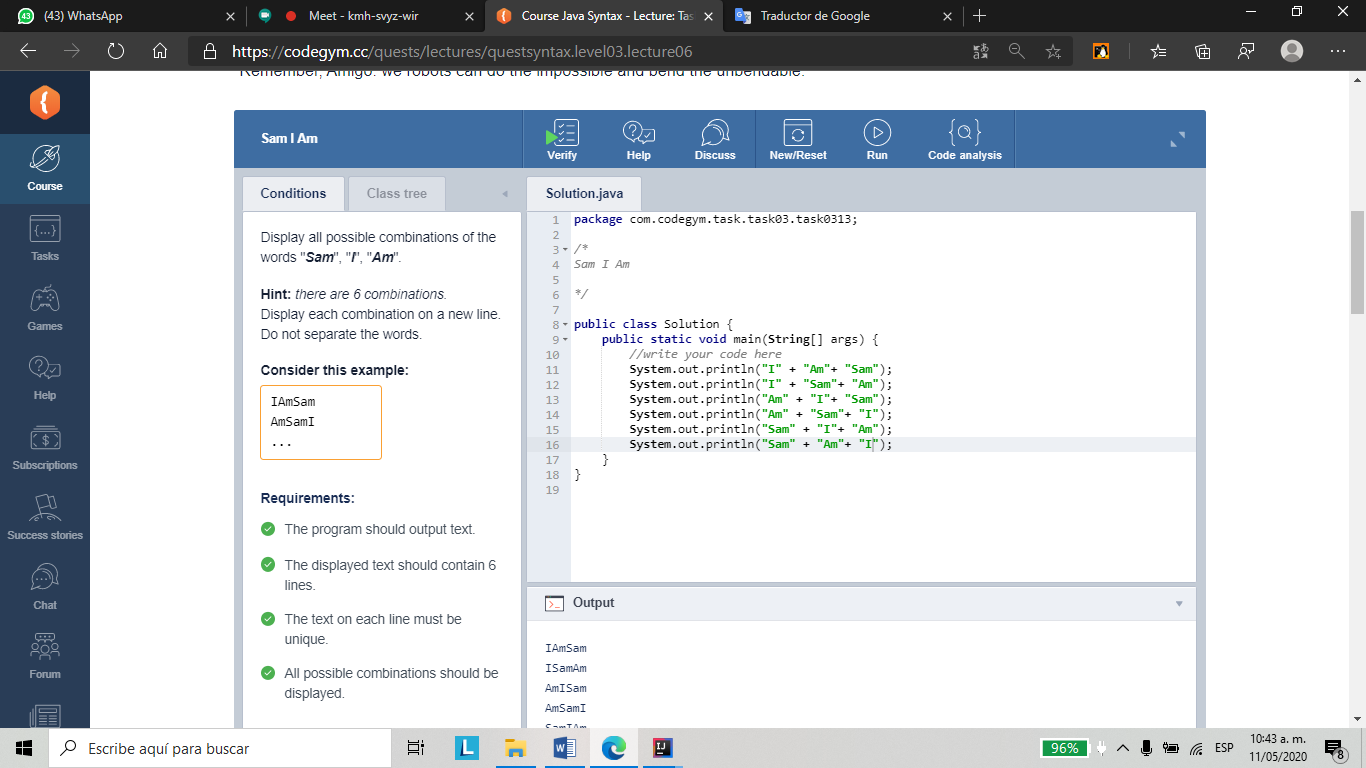 43
(43) WhatsApp
Meet - kmh-svyz-wir
Course Java Syntax - Lecture: Tas
Traductor de Google
https://codegym.cc/quests/lectures/questsyntax.level03.lecture06
Remember, Amigo: we robots can do the impossible and bend the unbendable.
Course
Tasks
Games
Help
Subscriptions
Success stories
Chat
Forum
Sam I Am
Verify
Help
Discuss
New/Reset
Run
Code analysis
Conditions
Class tree
Solution.java
Display all possible combinations of the
words "Sam", "I", "Am".
Hint: there are 6 combinations.
Display each combination on a new line.
Do not separate the words.
Consider this example:
IAmSam
AmSamI
...
Requirements:
The program should output text.
The displayed text should contain 6
lines.
The text on each line must be
unique.
All possible combinations should be
displayed.
1 package com.codegym.task.task03.task0313;
2
3 /*
4 Sam I Am
5
6 */
7
8 public class Solution {
9 public static void main(String[] args) {
10 //write your code here
11 System.out.println("I" + "Am"+ "Sam");
12 System.out.println("I" + "Sam"+ "Am");
13 System.out.println("Am" + "I"+ "Sam");
14 System.out.println("Am" + "Sam"+ "I");
15 System.out.println("Sam" + "I"+ "Am");
16 System.out.println("Sam" + "Am"+ "I");
17 }
18 }
19
Output
IAmSam
ISamAm
AmISam
AmSamI
SamIAm
Escribe aquí para buscar
L
W
IJ
96%
ESP
10:43 a. m.
11/05/2020
8